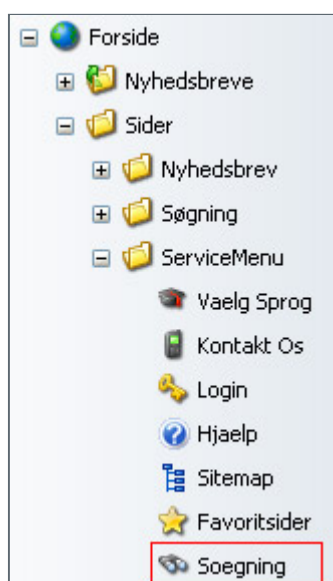 Forside
Nyhedsbreve
Sider
Nyhedsbrev
Søgning
ServiceMenu
Vaelg Sprog
Kontakt Os
Login
Hjaelp
Sitemap
Favoritsider
Soegning